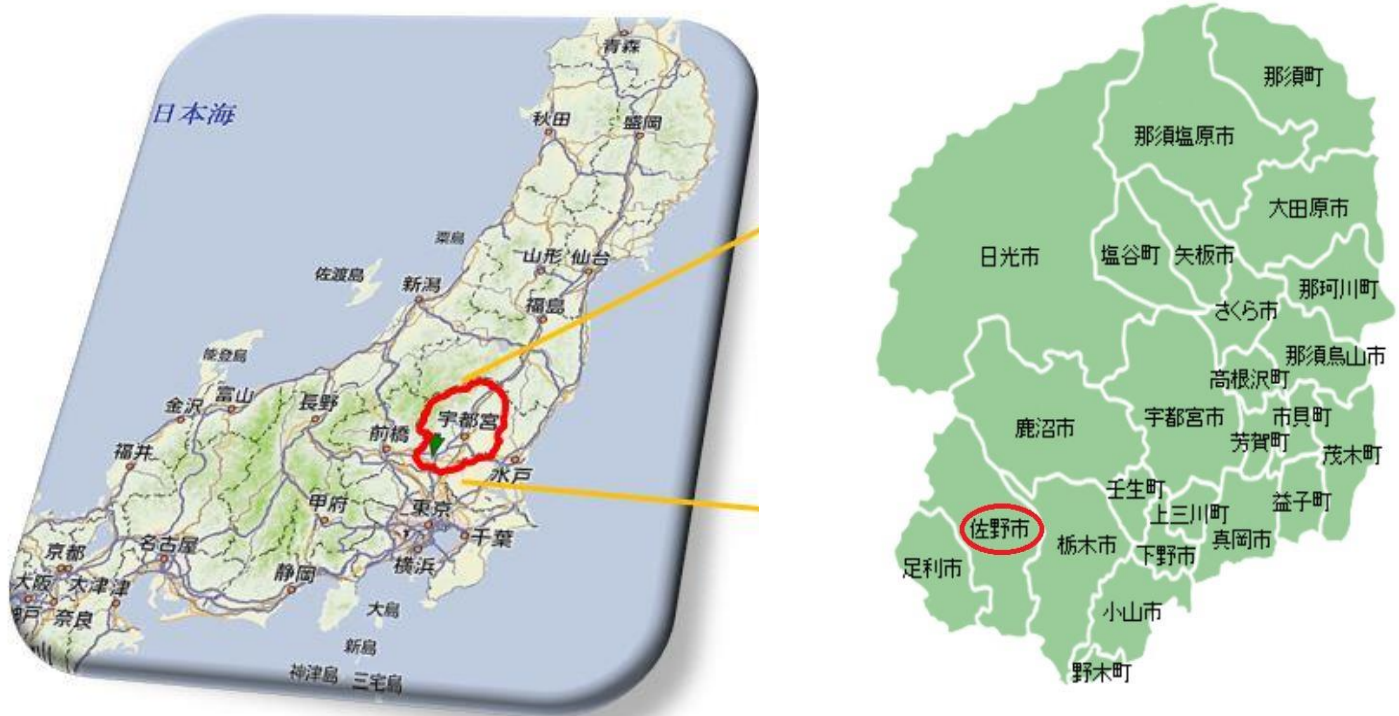 青森
日本海
秋田
盛岡
粟島
山形
仙台
佐渡島
新潟
福島
能登島
富山
金沢
長野
宇都宮
前橋
福井
水戸
甲府
東京
千葉
京都
名古屋
横浜
大阪
大津
津
静岡
神戸
奈良
大島
新島
神津島
三宅島
那須町
那須塩原市
大田原市
日光市
塩谷町
矢板市
那珂川町
さくら市
那須烏山市
高根沢町
鹿沼市
宇都宮市
市貝町
芳賀町
茂木町
壬生町
益子町
上三川町
佐野市
栃木市
真岡市
下野市
足利市
小山市
野木町